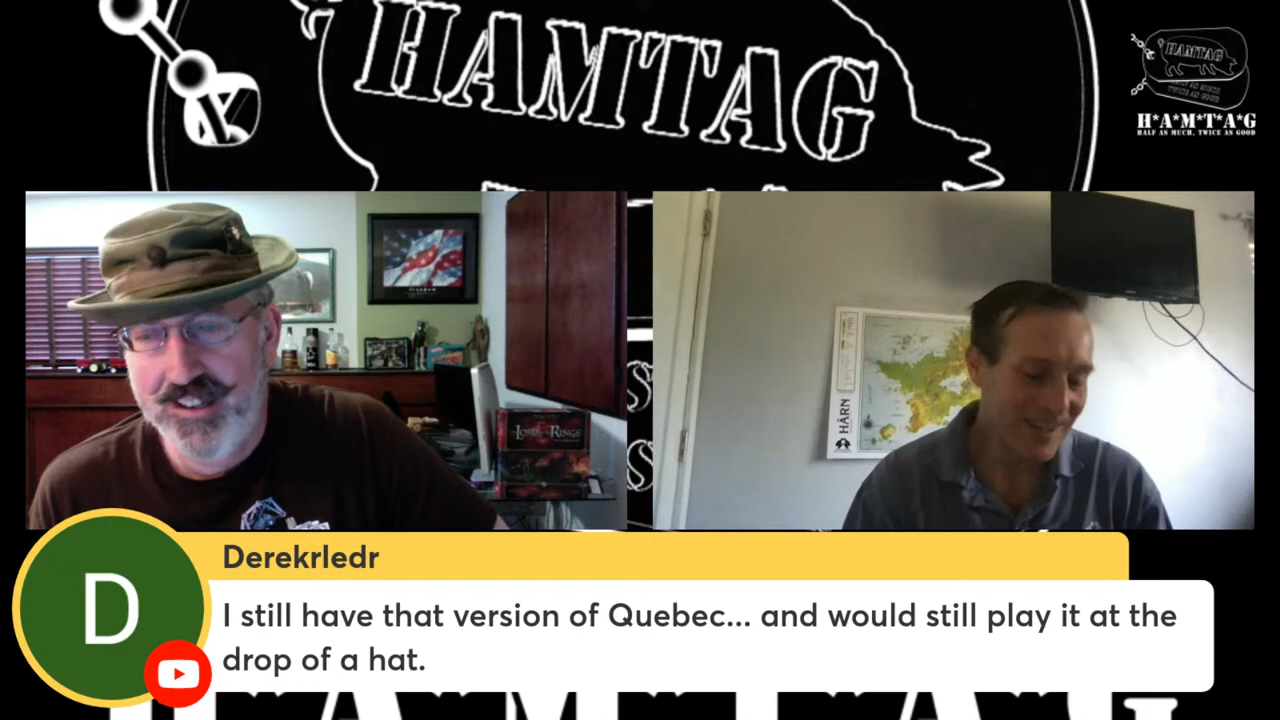 HAMTAG
HAMTAG
H*A*M*T*A*G
HALF AS MUCH, TWICE AS GOOD
THE LORD OF THE RINGS
HÂRN
Derekrledr
I still have that version of Quebec... and would still play it at the
drop of a hat.
D